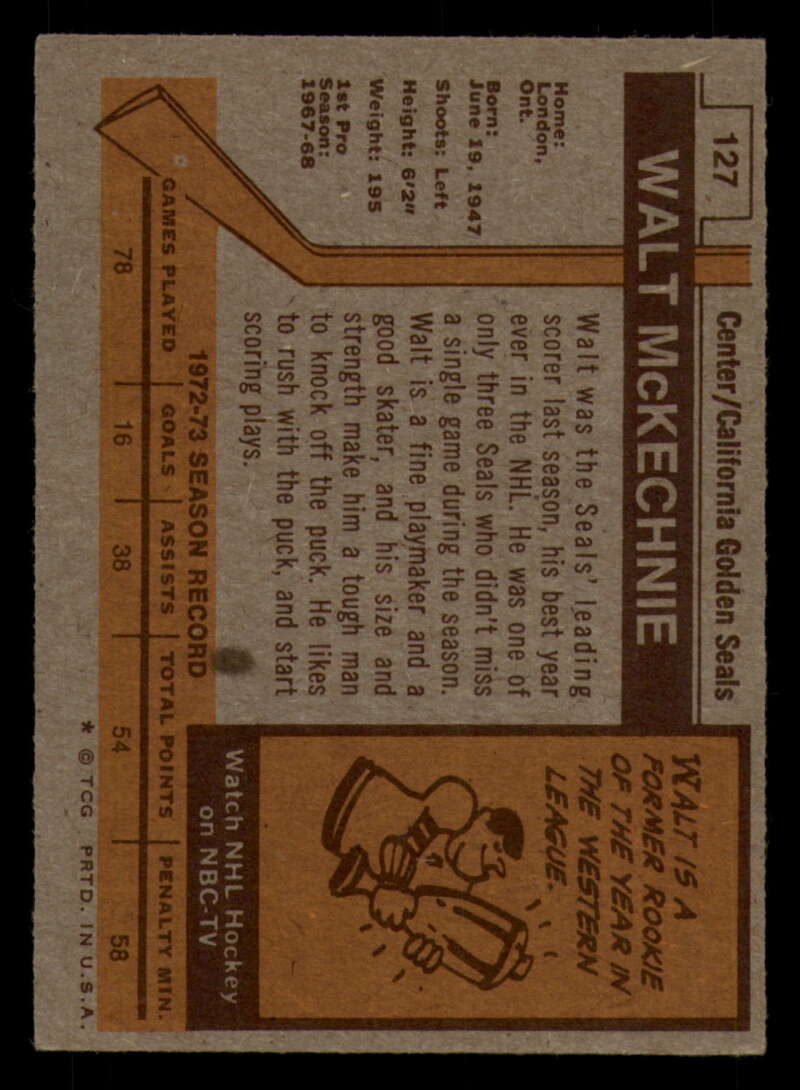 127
Center/California Golden Seals
WALT McKECHNIE
Home:
London,
Ont.
Born:
June 19, 1947
Shoots: Left
Height: 6'2"
Weight: 195
1st Pro
Season:
1967-68
Walt was the Seals' leading
scorer last season, his best year
ever in the NHL. He was one of
only three Seals who didn't miss
a single game during the season.
Walt is a fine playmaker and a
good skater, and his size and
strength make him a tough man
to knock off the puck. He likes
to rush with the puck, and start
scoring plays.
WALT IS A
FORMER ROOKIE
OF THE YEAR IN
THE WESTERN
LEAGUE.
Watch NHL Hockey
on NBC-TV
1972-73 SEASON RECORD
GAMES PLAYED GOALS ASSISTS TOTAL POINTS PENALTY MIN.
78 16 38 54 58
* © TCG PRTD. IN U.S.A.